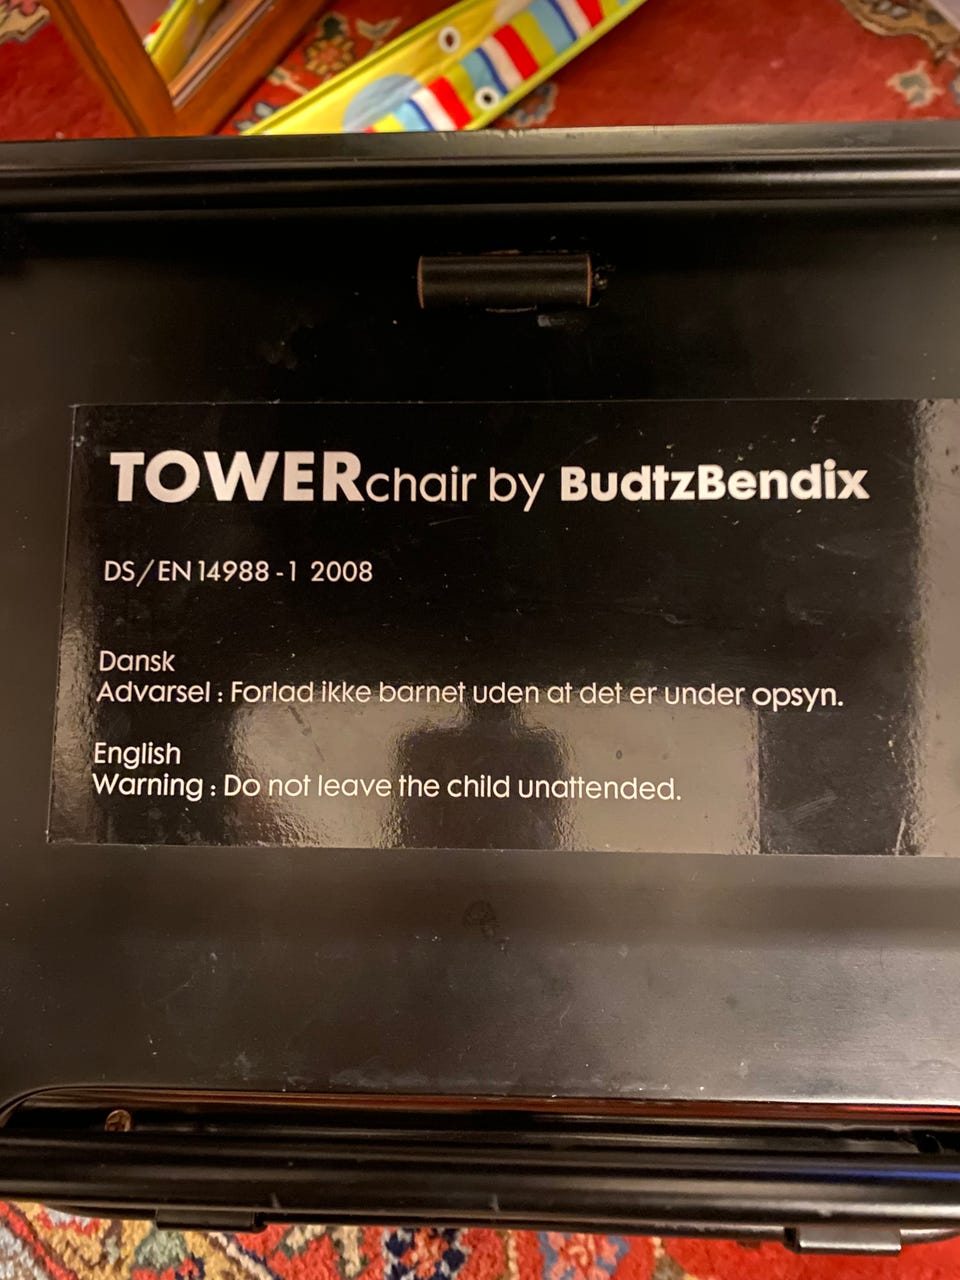 TOWERchair by BudtzBendix
DS/EN 14988-1 2008
Dansk
Advarsel : Forlad ikke barnet uden at det er under opsyn.
English
Warning : Do not leave the child unattended.